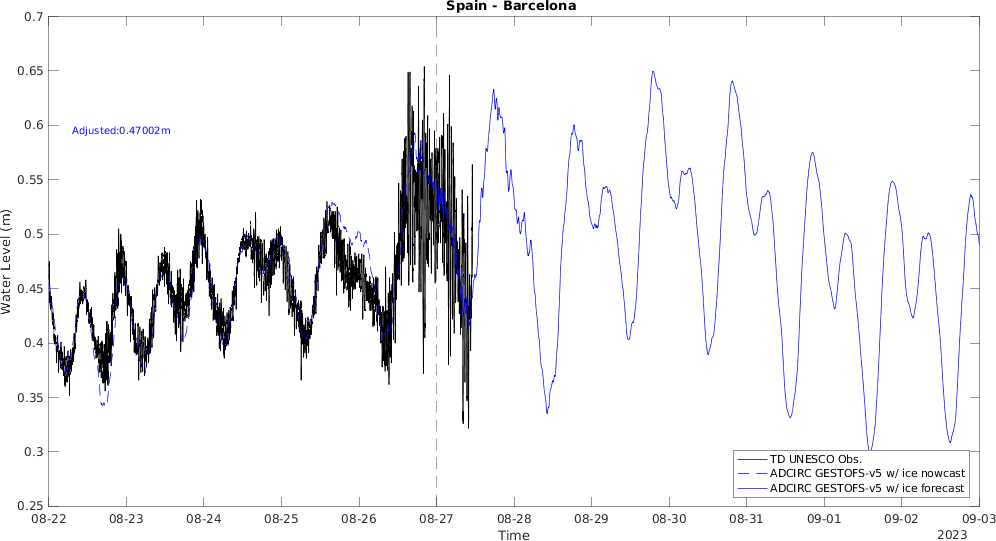 Spain - Barcelona
0.7
0.65
0.6
0.55
0.5
0.45
0.4
0.35
0.3
0.25
Water Level (m)
Adjusted:0.47002m
TD UNESCO Obs.
ADCIRC GESTOFS-v5 w/ ice nowcast
ADCIRC GESTOFS-v5 w/ ice forecast
08-22 08-23 08-24 08-25 08-26 08-27 08-28 08-29 08-30 08-31 09-01 09-02 09-03
Time
2023